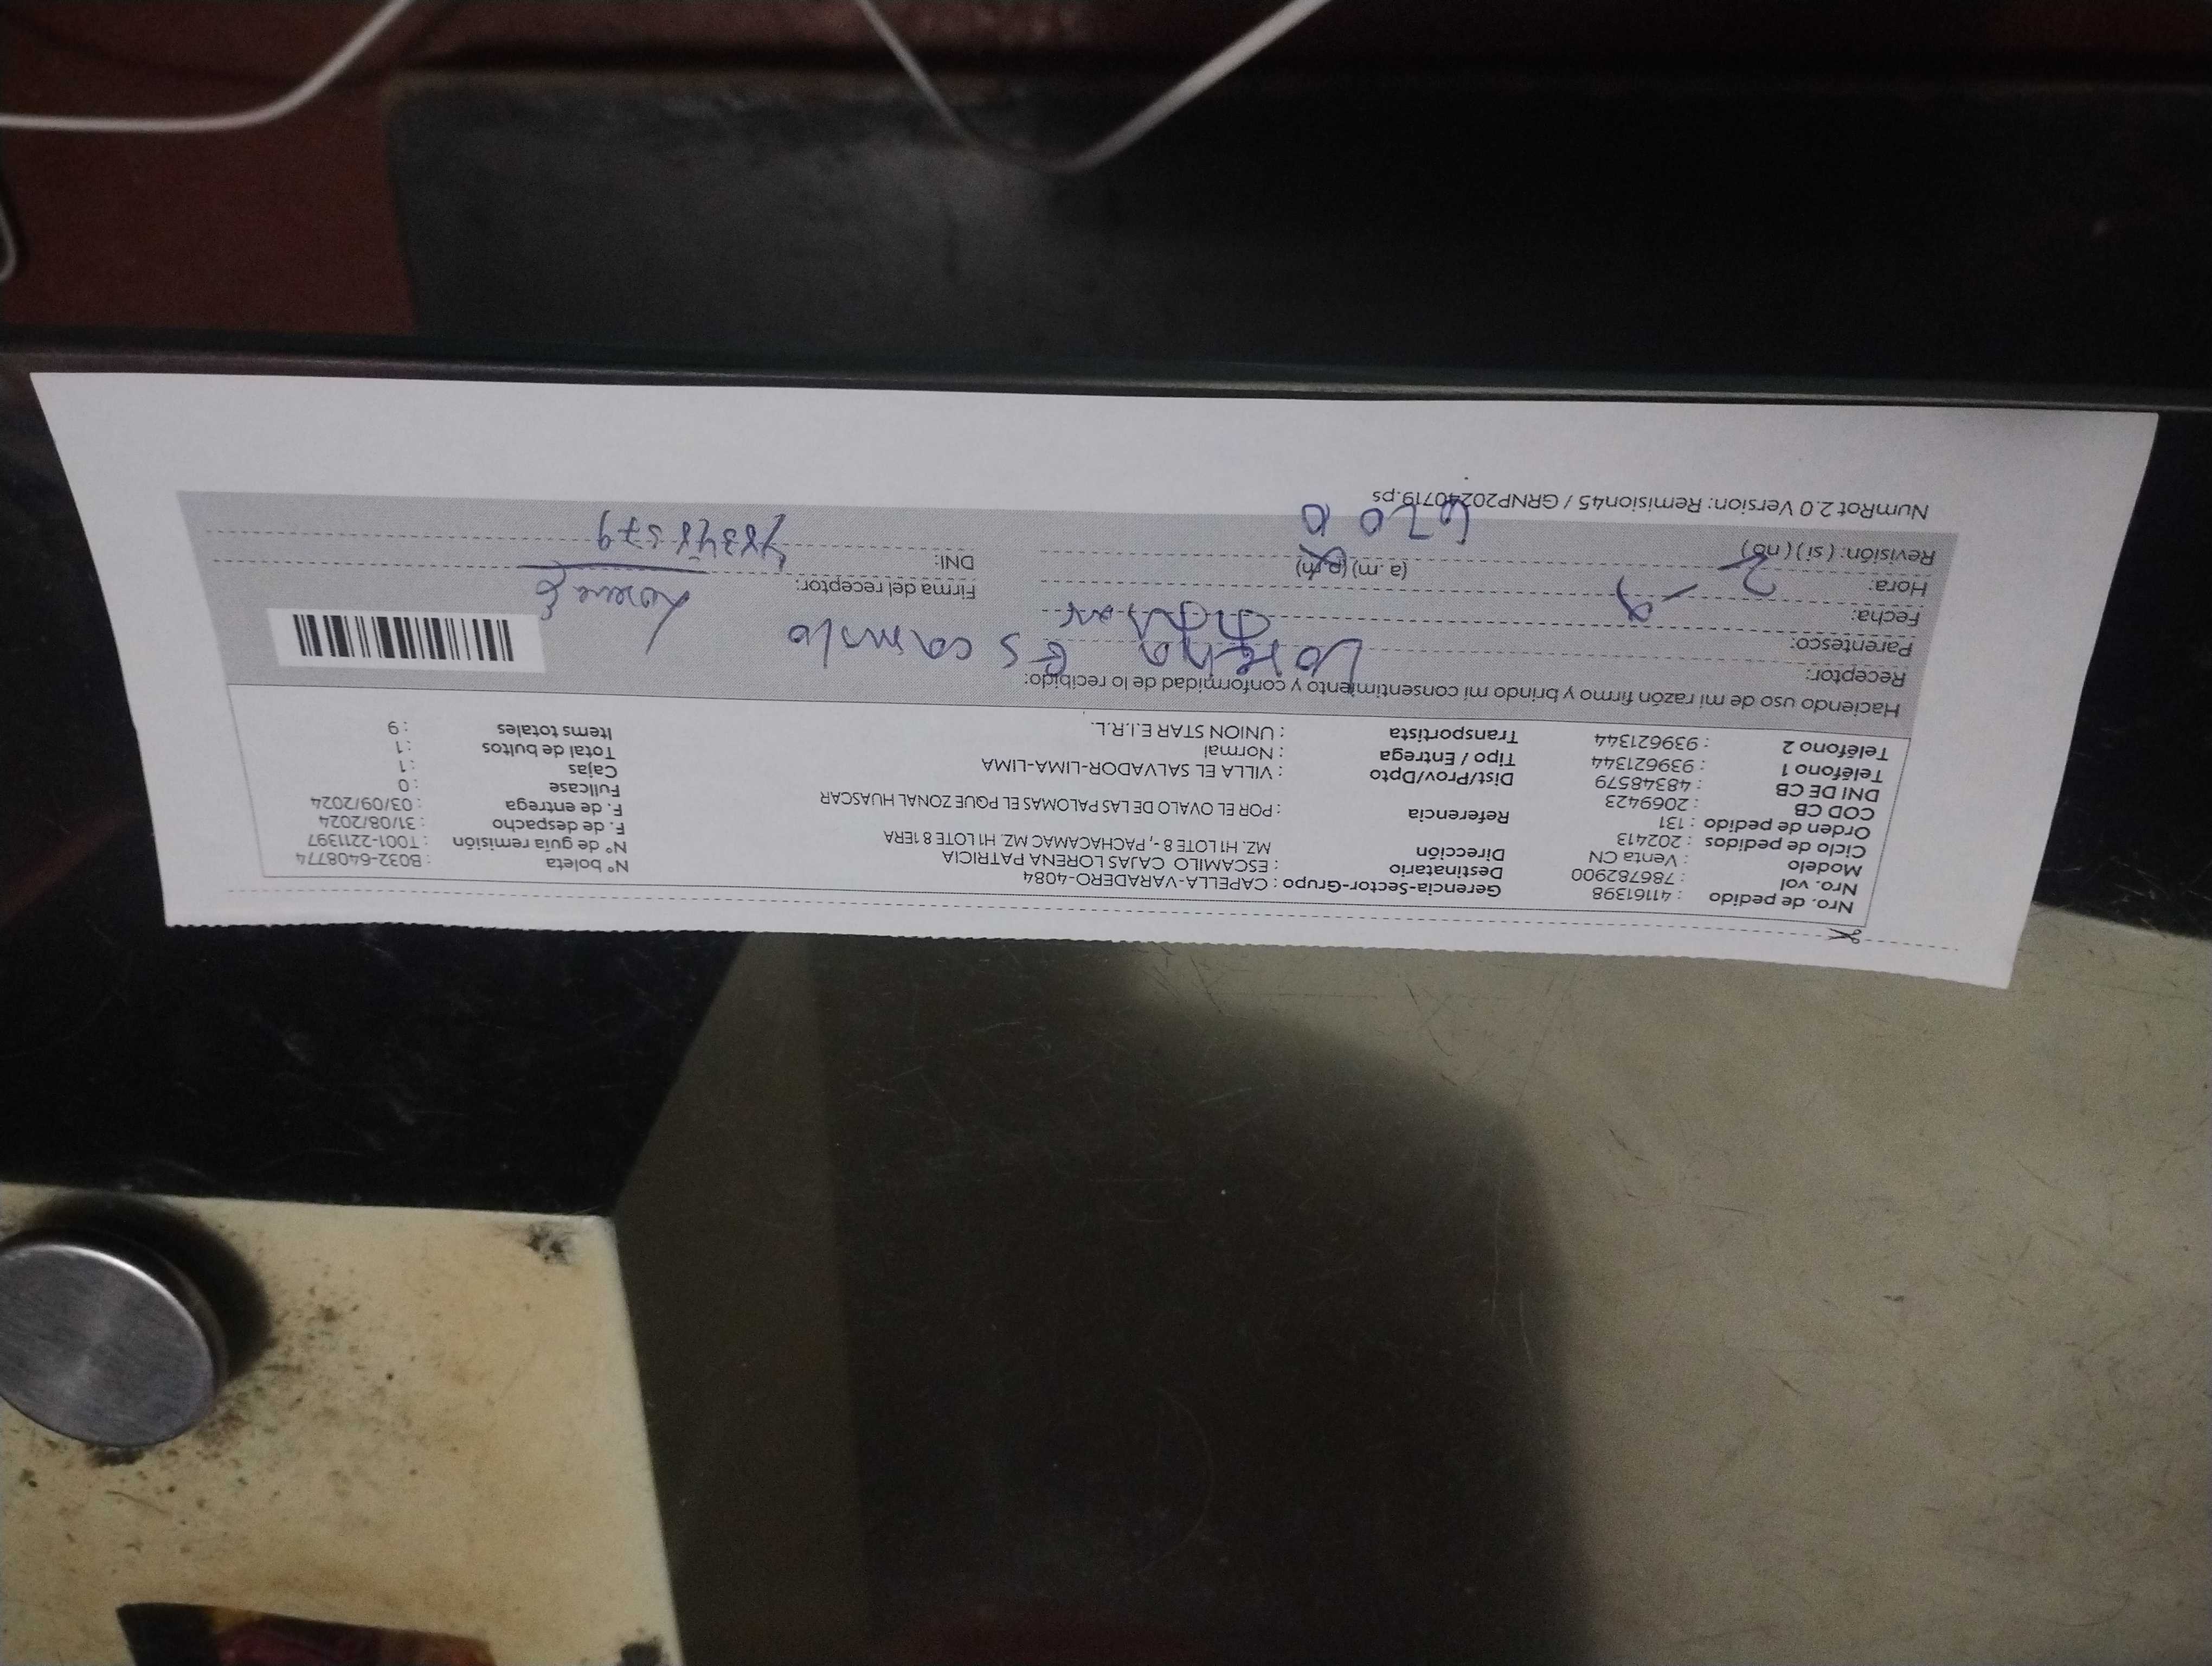 Nro. de pedido : 41161398 Gerencia-Sector-Grupo : CAPELLA-VARADERO-4084 N° boleta : B032-6408774
Nro. vol : 786782900 Destinatario : ESCAMILO CAJAS LORENA PATRICIA N° de guía remisión : T001-2211397
Modelo : Venta CN Dirección MZ. H1 LOTE 8 -, PACHACAMAC MZ. H1 LOTE 8 1ERA F. de despacho : 31/08/2024
Ciclo de pedidos : 202413 F. de entrega : 03/09/2024
Orden de pedido : 131 Referencia : POR EL OVALO DE LAS PALOMAS EL PQUE ZONAL HUASCAR Fullcase : 0
COD CB : 2069423 Cajas : 1
DNI DE CB : 48348579 Dist/Prov/Dpto : VILLA EL SALVADOR-LIMA-LIMA Total de bultos : 1
Teléfono 1 : 939621344 Tipo / Entrega : Normal Items totales : 9
Teléfono 2 : 939621344 Transportista : UNION STAR E.I.R.L.
Haciendo uso de mi razón firmo y brindo mi consentimiento y conformidad de lo recibido:
Receptor: Lorena Escamilo
Parentesco:
Fecha: 2-9 Firma del receptor: Lorena E
Hora: (a.m) (p.m)
Revisión: ( si ) ( no ) DNI: 48348579
NumRot 2.0 Version: Remision45 / GRNP20240719.ps